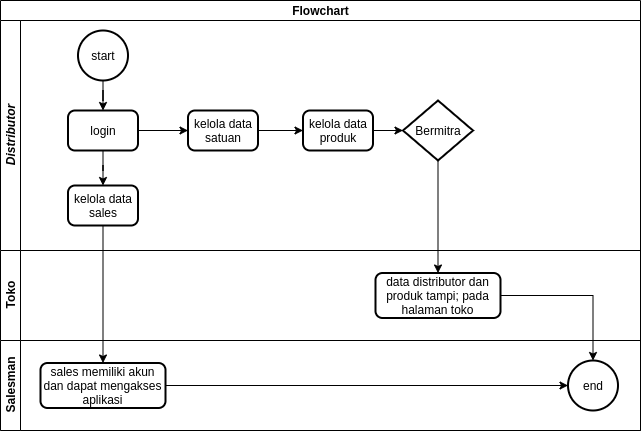 Flowchart
Distributor
start
login
kelola data
satuan
kelola data
produk
Bermitra
kelola data
sales
Toko
data distributor dan
produk tampi; pada
halaman toko
Salesman
sales memiliki akun
dan dapat mengakses
aplikasi
end